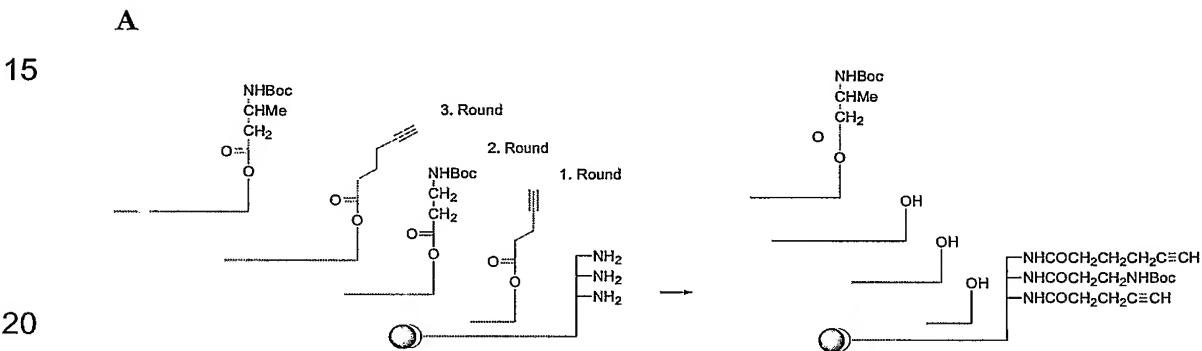 A
15
20
NHBoc
CHMe
CH2
O
O
3. Round
O
O
2. Round
NHBoc
CH2
CH2
O
O
1. Round
O
O
NH2
NH2
NH2
NHBoc
CHMe
CH2
O
O
OH
OH
OH
NHCOCH2CH2CH2C≡CH
NHCOCH2CH2NHBoc
NHCOCH2CH2C≡CH